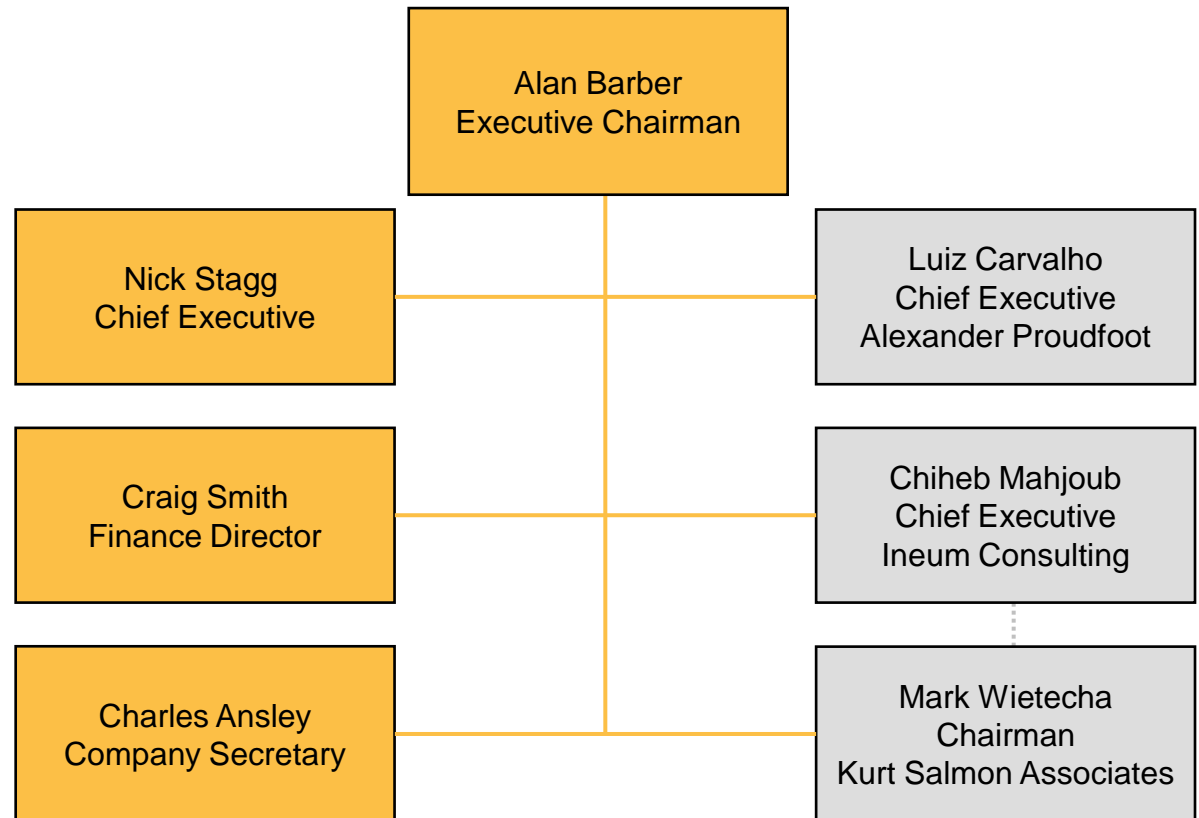 Alan Barber
Executive Chairman
Nick Stagg
Chief Executive
Luiz Carvalho
Chief Executive
Alexander Proudfoot
Craig Smith
Finance Director
Chiheb Mahjoub
Chief Executive
Ineum Consulting
Charles Ansley
Company Secretary
Mark Wietecha
Chairman
Kurt Salmon Associates